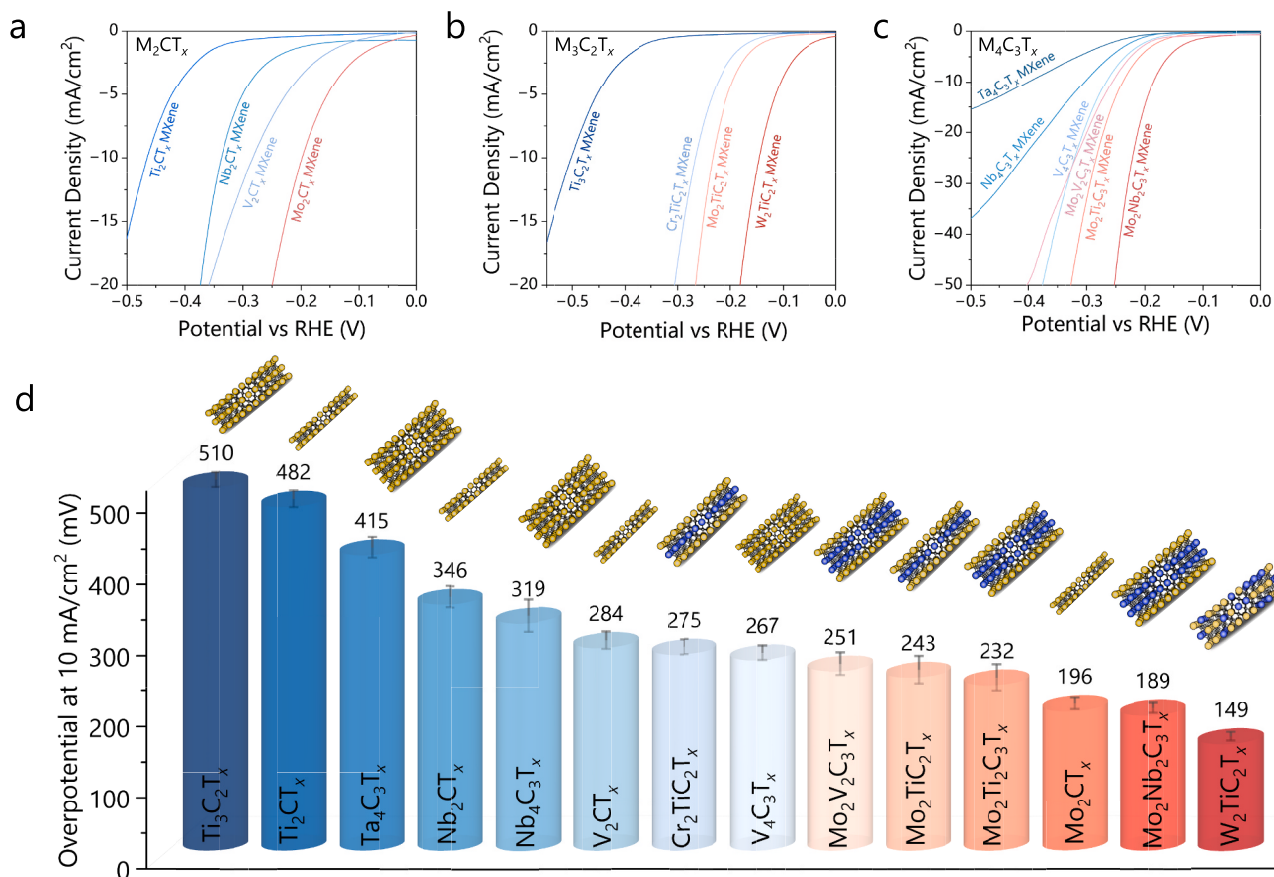 a
M₂CTₓ
Current Density (mA/cm²)
0
−5
−10
−15
−20
Ti₂CTₓ MXene
Nb₂CTₓ MXene
V₂CTₓ MXene
Mo₂CTₓ MXene
−0.5 −0.4 −0.3 −0.2 −0.1 0.0
Potential vs RHE (V)
b
M₃C₂Tₓ
Current Density (mA/cm²)
0
−5
−10
−15
−20
Ti₃C₂Tₓ MXene
Cr₂TiC₂Tₓ MXene
Mo₂TiC₂Tₓ MXene
W₂TiC₂Tₓ MXene
−0.5 −0.4 −0.3 −0.2 −0.1 0.0
Potential vs RHE (V)
c
M₄C₃Tₓ
Current Density (mA/cm²)
0
−10
−20
−30
−40
−50
Ta₄C₃Tₓ MXene
Nb₄C₃Tₓ MXene
V₄C₃Tₓ MXene
Mo₂V₂C₃Tₓ MXene
Mo₂Ti₂C₃Tₓ MXene
Mo₂Nb₂C₃Tₓ MXene
−0.5 −0.4 −0.3 −0.2 −0.1 0.0
Potential vs RHE (V)
d
Overpotential at 10 mA/cm² (mV)
500
400
300
200
100
0
510
482
415
346
319
284
275
267
251
243
232
196
189
149
Ti₃C₂Tₓ
Ti₂CTₓ
Ta₄C₃Tₓ
Nb₂CTₓ
Nb₄C₃Tₓ
V₂CTₓ
Cr₂TiC₂Tₓ
V₄C₃Tₓ
Mo₂V₂C₃Tₓ
Mo₂TiC₂Tₓ
Mo₂Ti₂C₃Tₓ
Mo₂CTₓ
Mo₂Nb₂C₃Tₓ
W₂TiC₂Tₓ